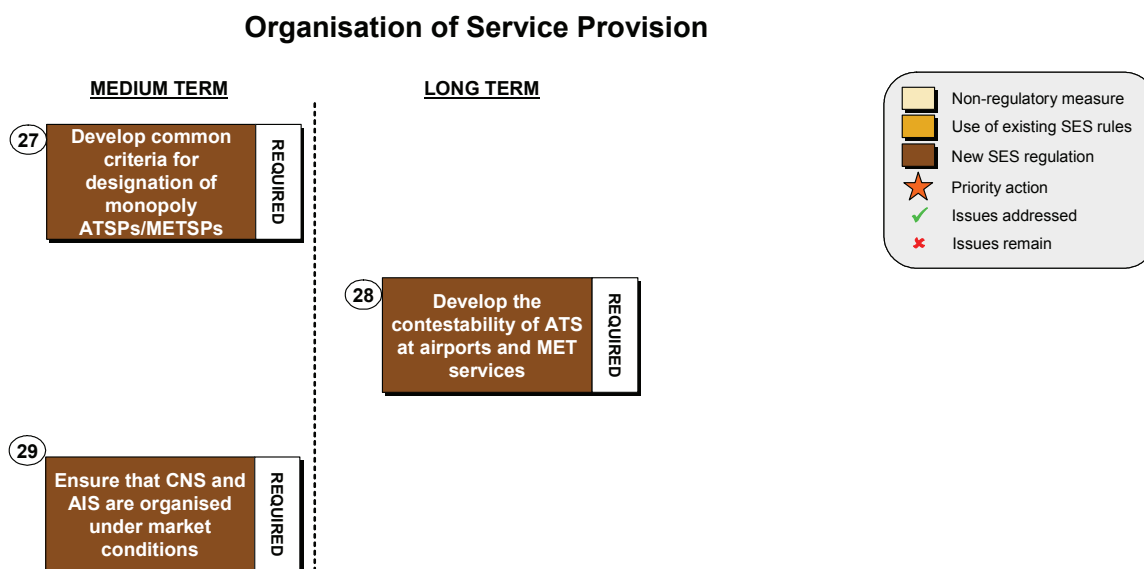 Organisation of Service Provision
MEDIUM TERM
LONG TERM
27
Develop common
criteria for
designation of
monopoly
ATSPs/METSPs
REQUIRED
28
Develop the
contestability of ATS
at airports and MET
services
REQUIRED
29
Ensure that CNS and
AIS are organised
under market
conditions
REQUIRED
Non-regulatory measure
Use of existing SES rules
New SES regulation
Priority action
Issues addressed
Issues remain